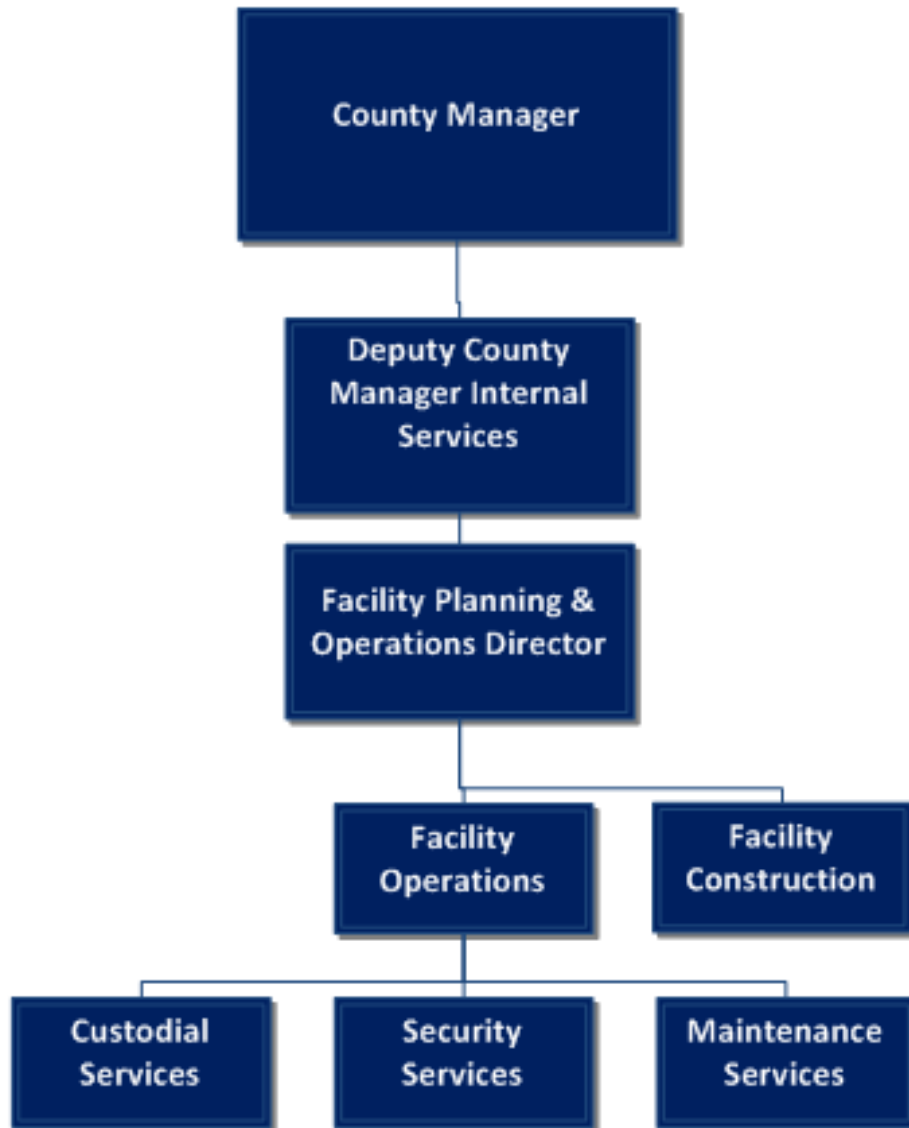 County Manager
Deputy County
Manager Internal
Services
Facility Planning &
Operations Director
Facility
Operations
Facility
Construction
Custodial
Services
Security
Services
Maintenance
Services